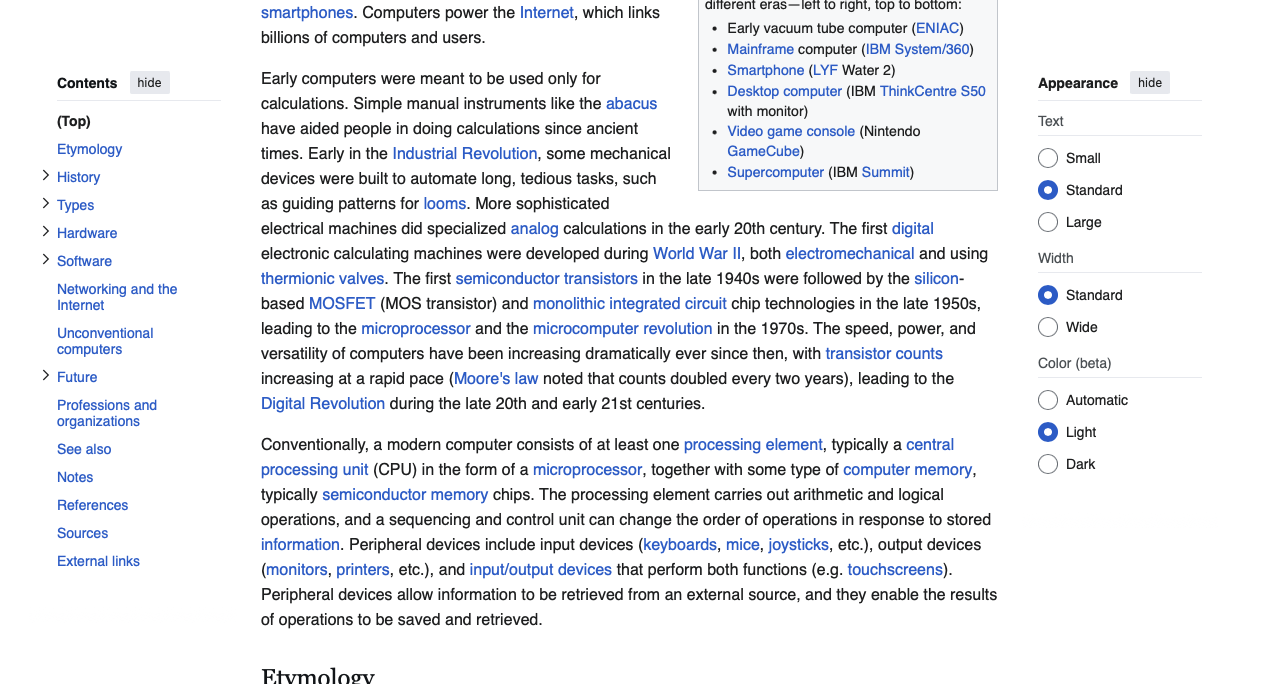 smartphones. Computers power the Internet, which links
billions of computers and users.
Early computers were meant to be used only for
calculations. Simple manual instruments like the abacus
have aided people in doing calculations since ancient
times. Early in the Industrial Revolution, some mechanical
devices were built to automate long, tedious tasks, such
as guiding patterns for looms. More sophisticated
electrical machines did specialized analog calculations in the early 20th century. The first digital
electronic calculating machines were developed during World War II, both electromechanical and using
thermionic valves. The first semiconductor transistors in the late 1940s were followed by the silicon-
based MOSFET (MOS transistor) and monolithic integrated circuit chip technologies in the late 1950s,
leading to the microprocessor and the microcomputer revolution in the 1970s. The speed, power, and
versatility of computers have been increasing dramatically ever since then, with transistor counts
increasing at a rapid pace (Moore's law noted that counts doubled every two years), leading to the
Digital Revolution during the late 20th and early 21st centuries.
Conventionally, a modern computer consists of at least one processing element, typically a central
processing unit (CPU) in the form of a microprocessor, together with some type of computer memory,
typically semiconductor memory chips. The processing element carries out arithmetic and logical
operations, and a sequencing and control unit can change the order of operations in response to stored
information. Peripheral devices include input devices (keyboards, mice, joysticks, etc.), output devices
(monitors, printers, etc.), and input/output devices that perform both functions (e.g. touchscreens).
Peripheral devices allow information to be retrieved from an external source, and they enable the results
of operations to be saved and retrieved.
Etymology
different eras—left to right, top to bottom:
• Early vacuum tube computer (ENIAC)
• Mainframe computer (IBM System/360)
• Smartphone (LYF Water 2)
• Desktop computer (IBM ThinkCentre S50
with monitor)
• Video game console (Nintendo
GameCube)
• Supercomputer (IBM Summit)
Contents hide
(Top)
Etymology
History
Types
Hardware
Software
Networking and the
Internet
Unconventional
computers
Future
Professions and
organizations
See also
Notes
References
Sources
External links
Appearance hide
Text
Small
Standard
Large
Width
Standard
Wide
Color (beta)
Automatic
Light
Dark